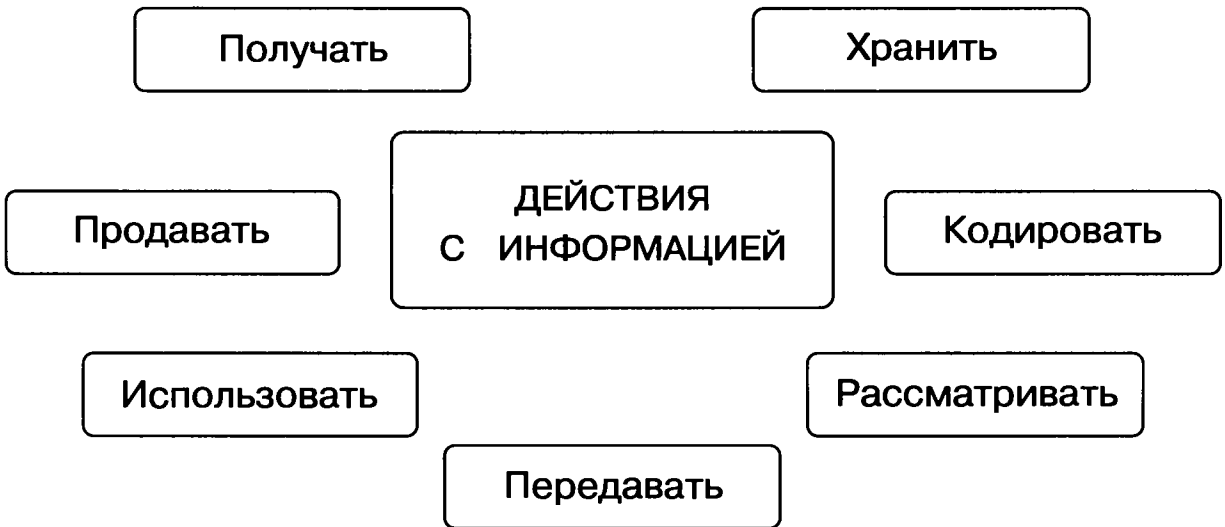 Получать
Хранить
ДЕЙСТВИЯ
С ИНФОРМАЦИЕЙ
Продавать
Кодировать
Использовать
Рассматривать
Передавать